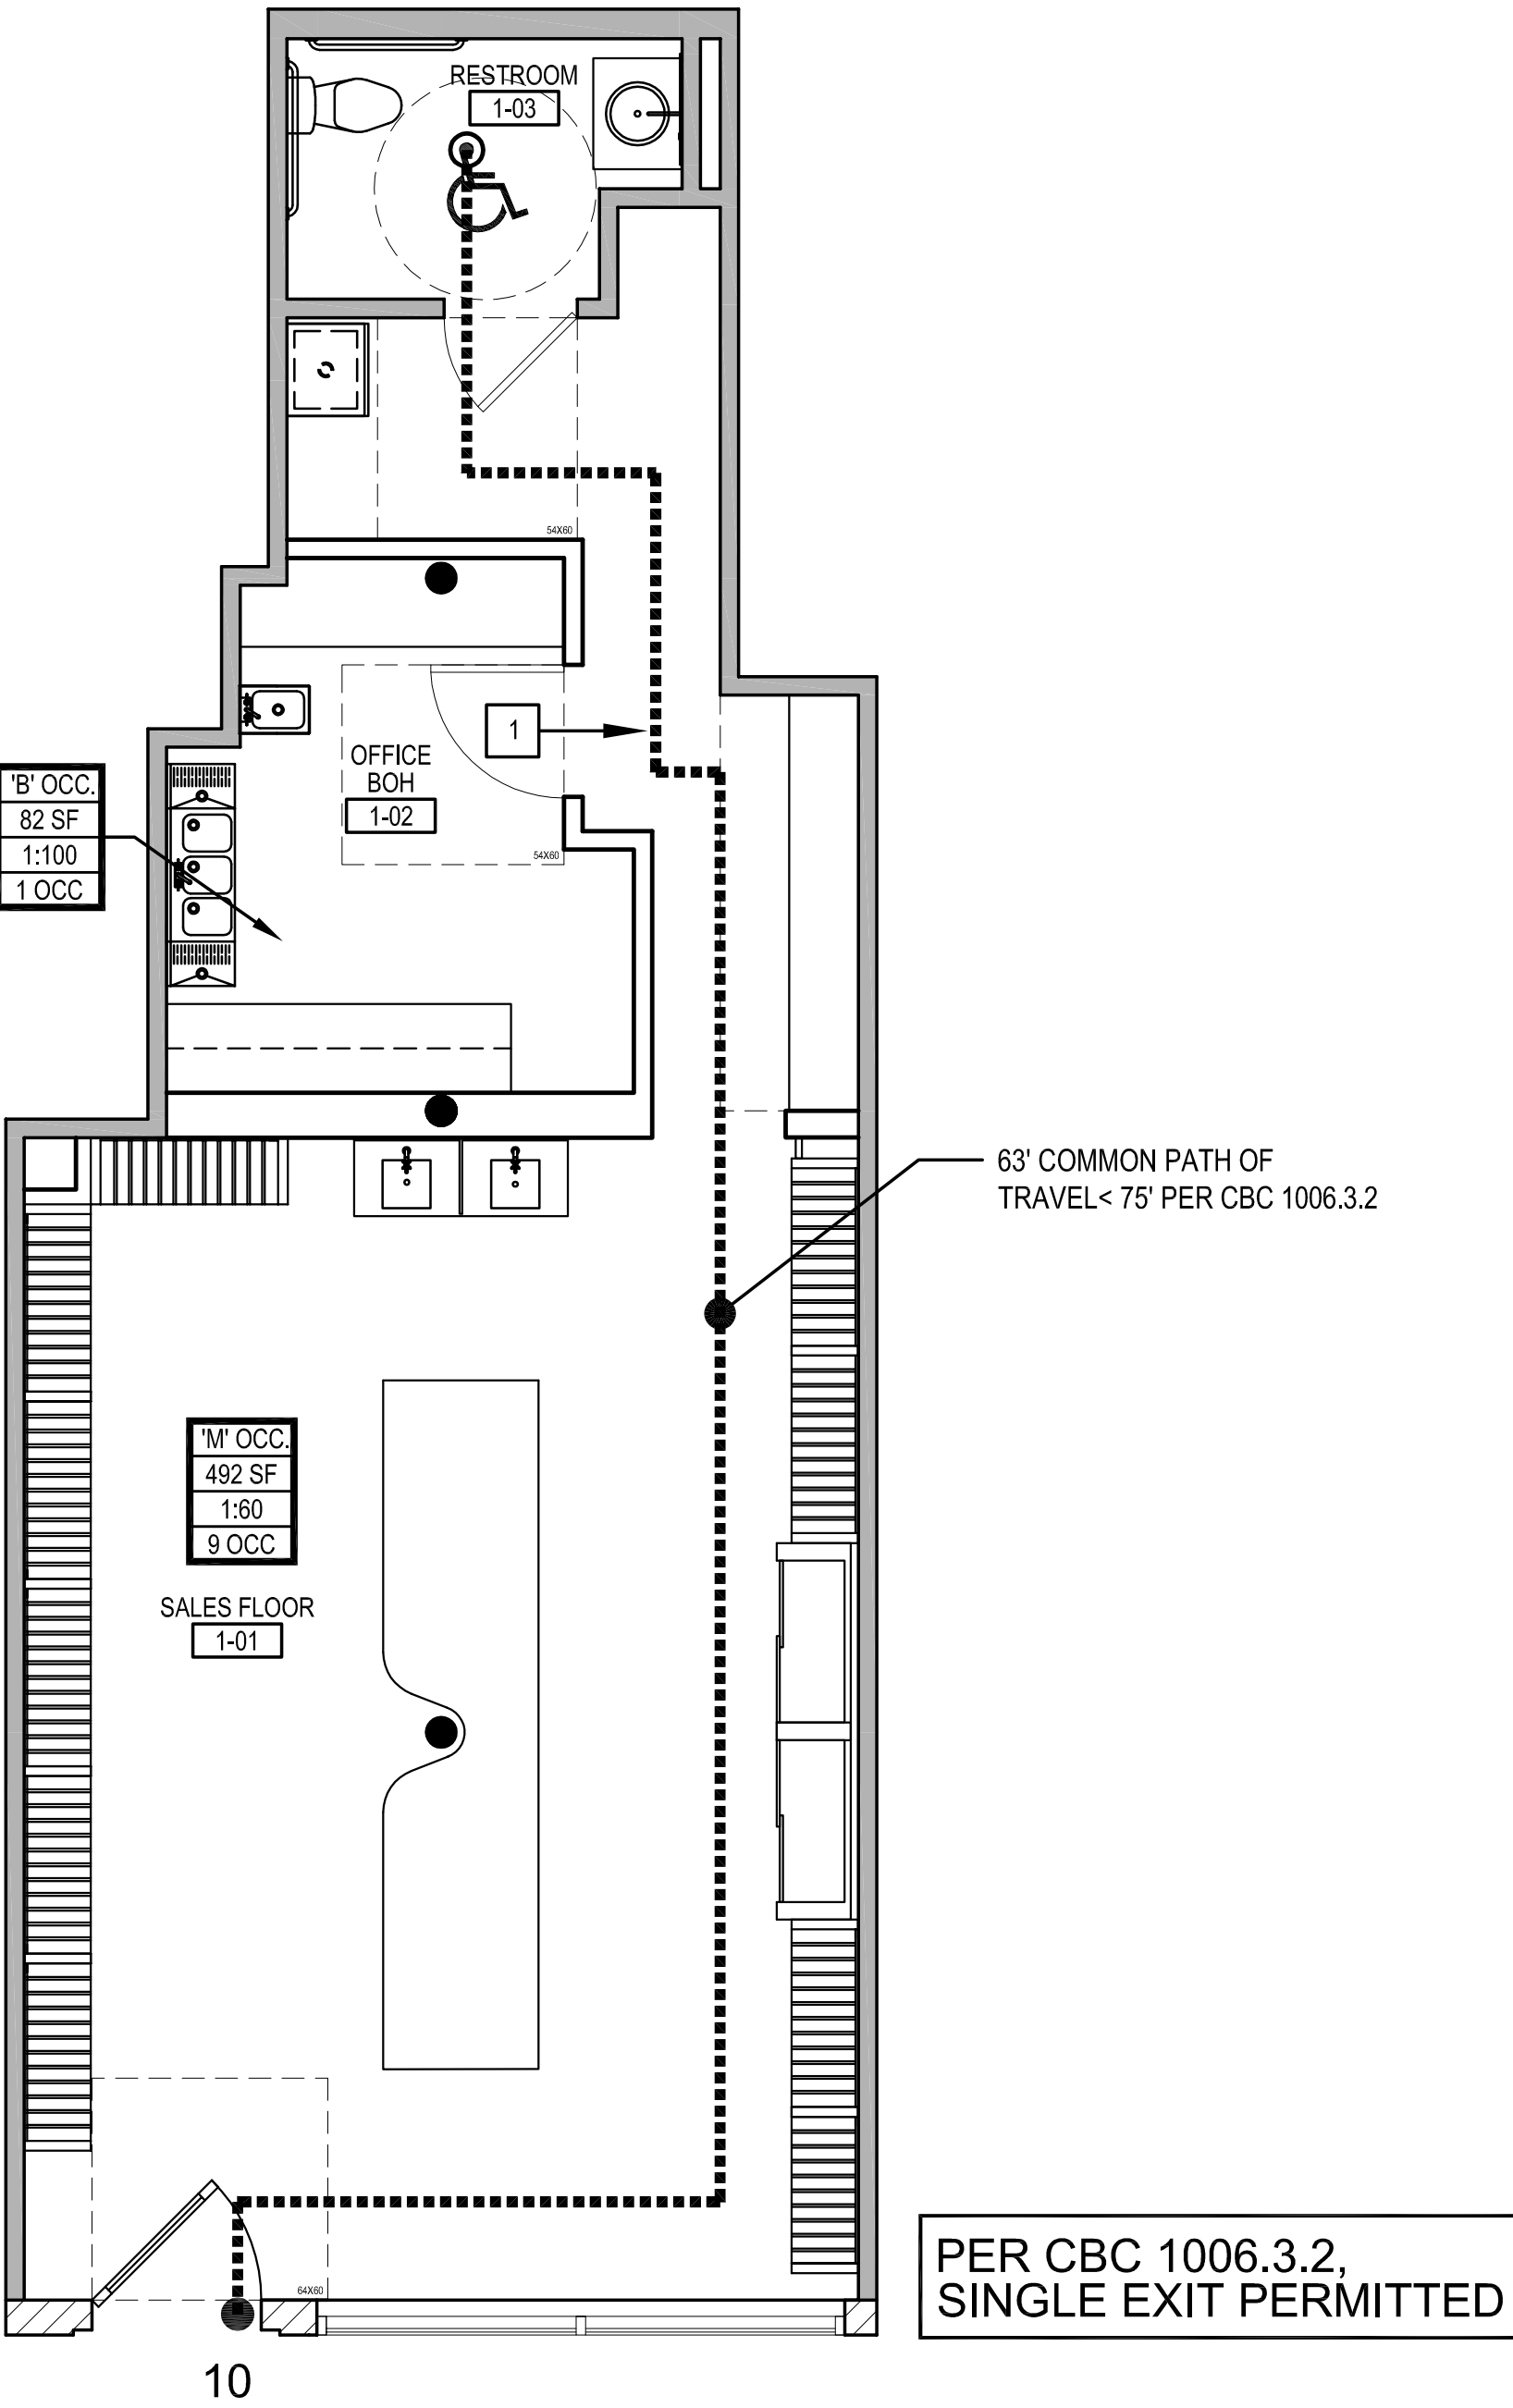 RESTROOM
1-03
54X60
1
OFFICE
BOH
1-02
'B' OCC.
82 SF
1:100
1 OCC
54X60
63' COMMON PATH OF
TRAVEL< 75' PER CBC 1006.3.2
'M' OCC.
492 SF
1:60
9 OCC
SALES FLOOR
1-01
64X60
PER CBC 1006.3.2,
SINGLE EXIT PERMITTED
10